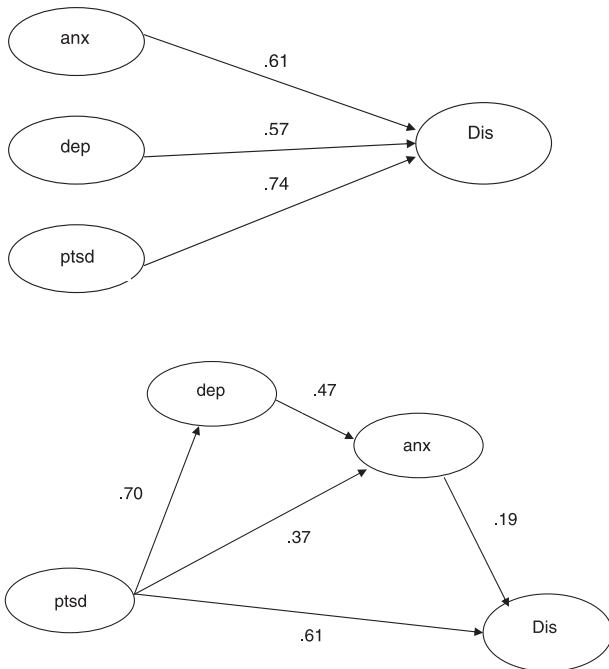 anx
.61
dep
.57
Dis
.74
ptsd
dep
.47
anx
.70
.37
.19
ptsd
.61
Dis